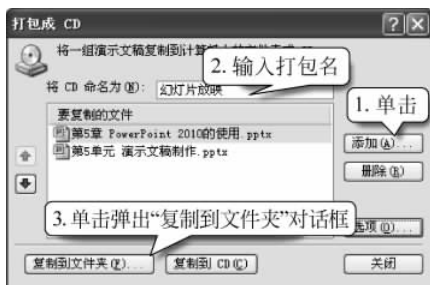 打包成 CD
将一组演示文稿复制到计算机上的文件夹或 CD
2. 输入打包名
将 CD 命名为(N): 幻灯片放映
1. 单击
要复制的文件
第5章 PowerPoint 2010的使用.pptx
添加(A)...
第5单元 演示文稿制作.pptx
删除(R)
3. 单击弹出“复制到文件夹”对话框
选项(O)...
复制到文件夹(F)... 复制到 CD(C) 关闭